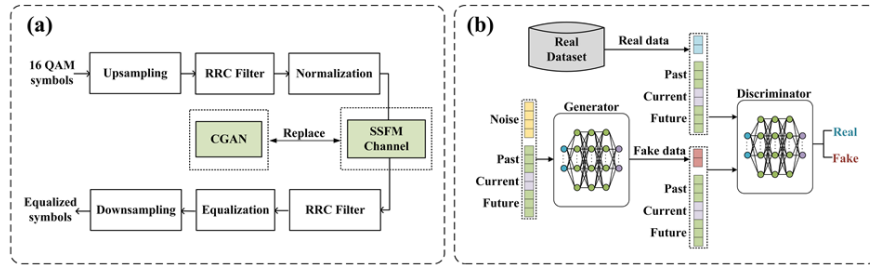 (a)
16 QAM
symbols
Upsampling
RRC Filter
Normalization
CGAN
Replace
SSFM
Channel
Equalized
symbols
Downsampling
Equalization
RRC Filter
(b)
Real
Dataset
Real data
Past
Current
Future
Noise
Past
Current
Future
Generator
Fake data
Past
Current
Future
Discriminator
Real
Fake